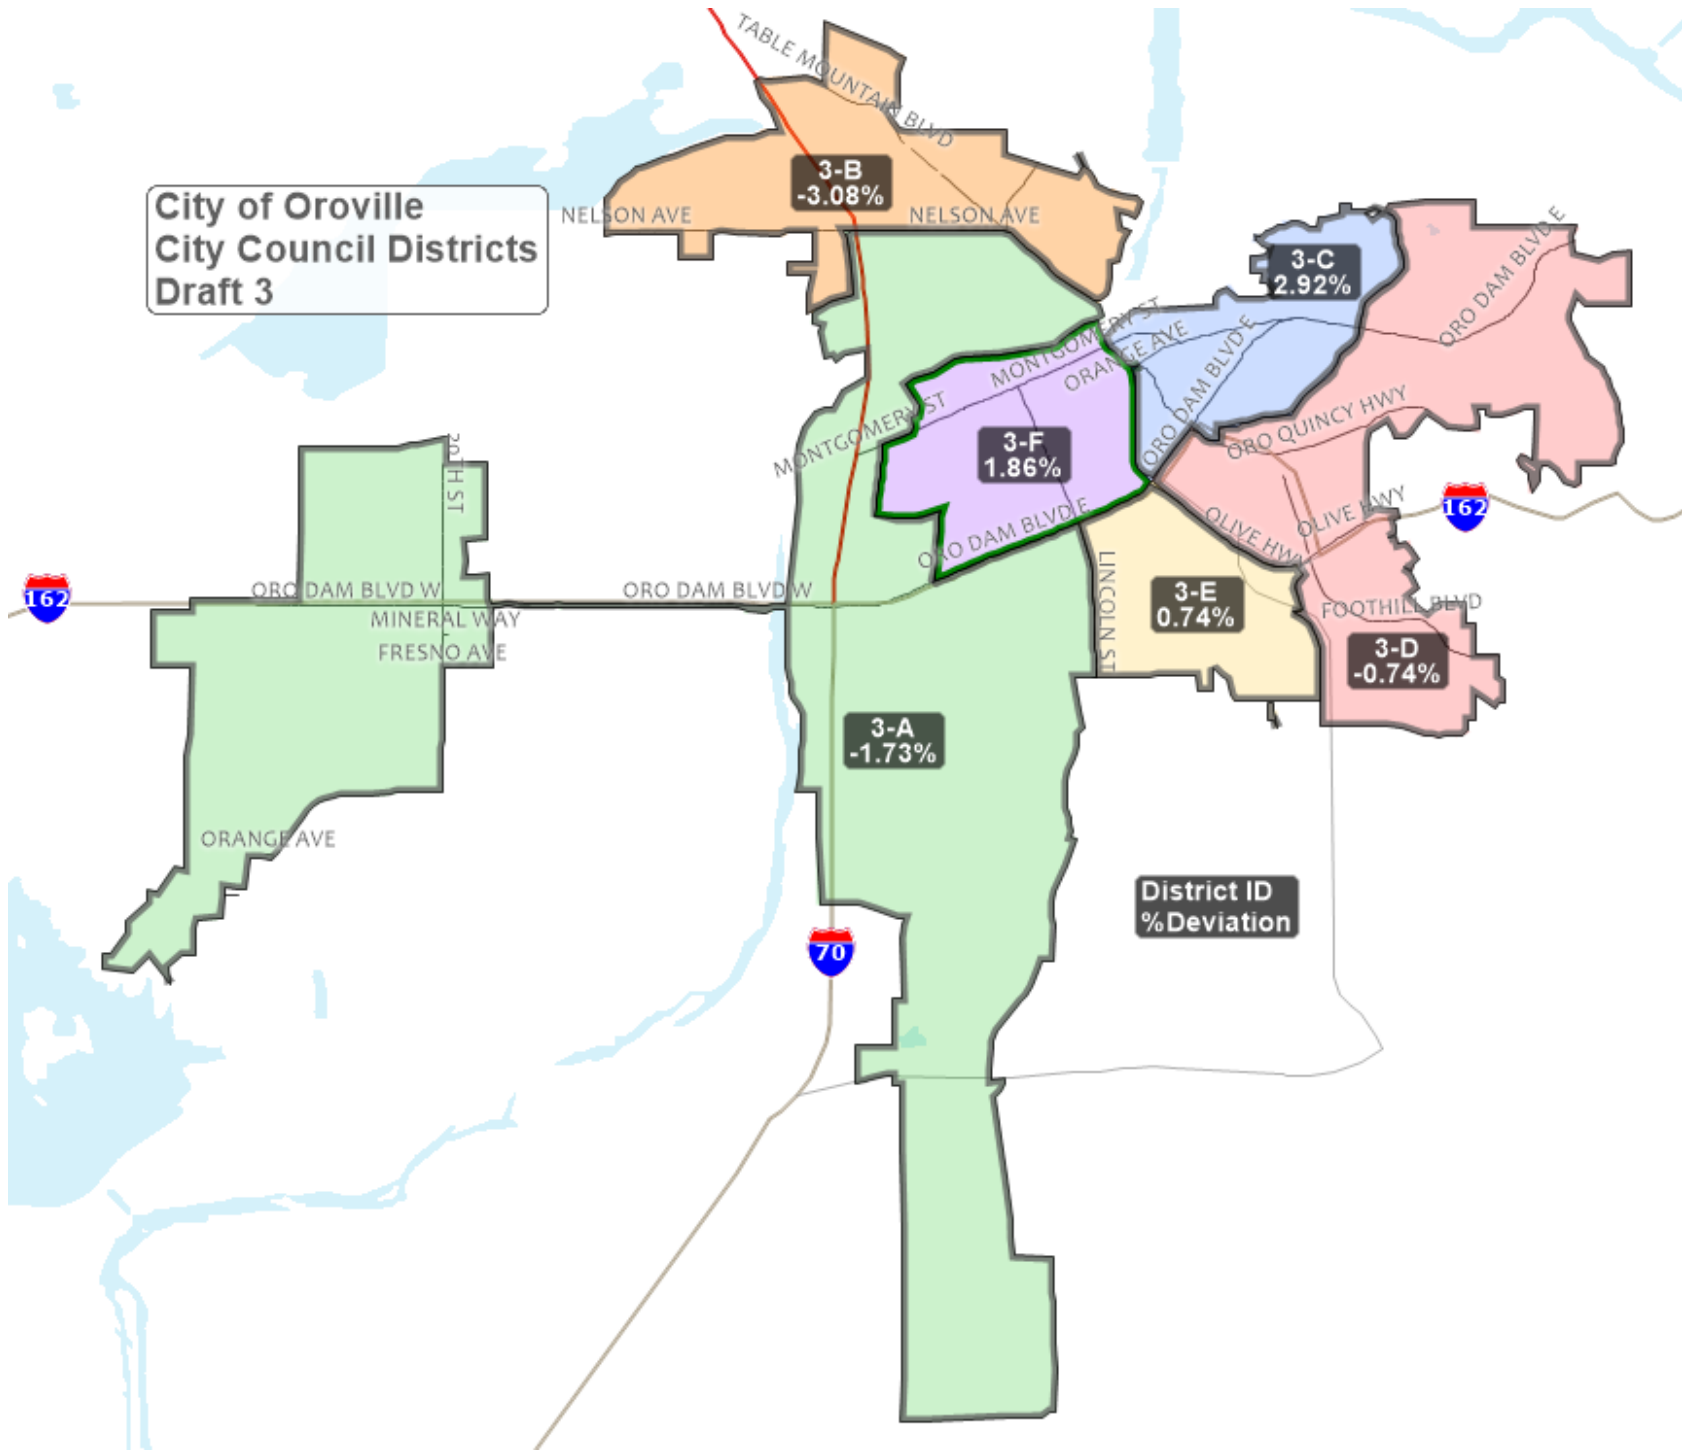 TABLE MOUNTAIN BLVD
3-B
-3.08%
City of Oroville
City Council Districts
Draft 3
NELSON AVE
NELSON AVE
ORO DAM BLVD E
3-C
2.92%
MONTGOMERY ST
ORANGE AVE
ORO DAM BLVD E
MONTGOMERY ST
ORO QUINCY HWY
3-F
1.86%
20TH ST
OLIVE HWY
OLIVE HWY
162
ORO DAM BLVD E
162
ORO DAM BLVD W
ORO DAM BLVD W
LINCOLN ST
3-E
0.74%
FOOTHILL BLVD
MINERAL WAY
FRESNO AVE
3-D
-0.74%
3-A
-1.73%
ORANGE AVE
District ID
%Deviation
70